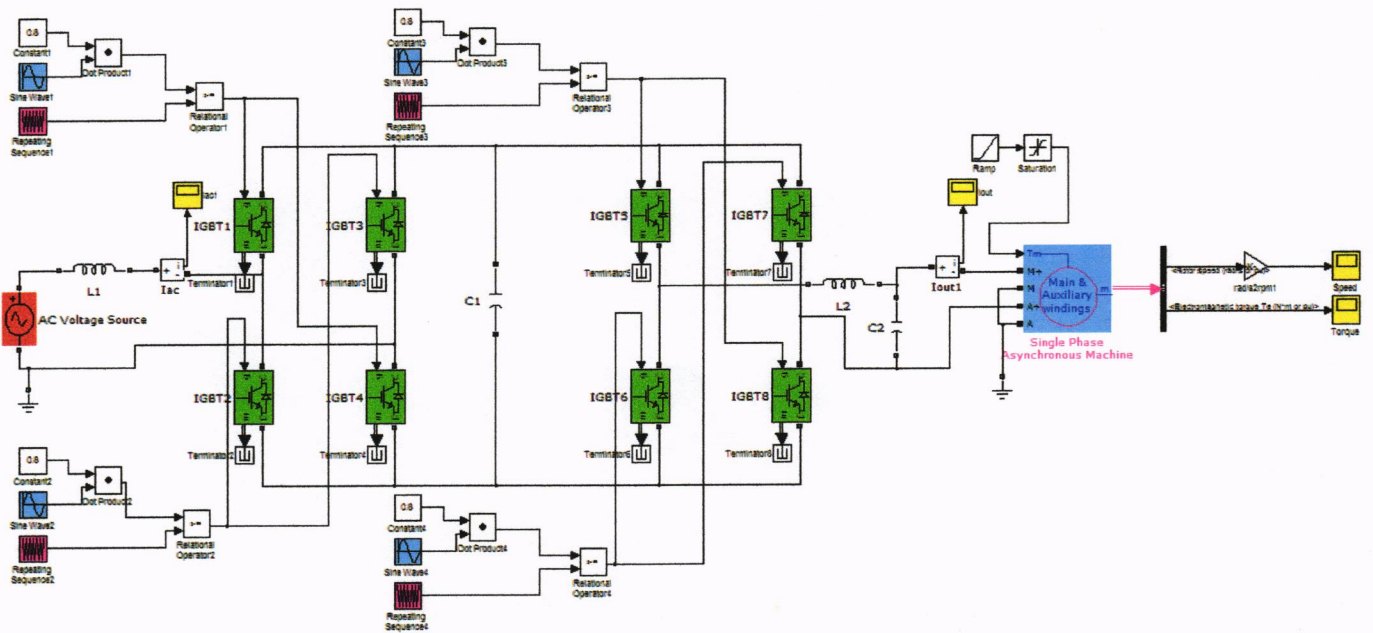 0.8
Constant1
Sine Wave1
Dot Product1
Repeating
Sequence1
Relational
Operator1
0.8
Constant3
Sine Wave3
Dot Product3
Repeating
Sequence3
Relational
Operator3
Iac1
IGBT1
Terminator1
IGBT3
Terminator3
L1
Iac
AC Voltage Source
C1
IGBT5
Terminator5
IGBT7
Terminator7
L2
C2
Iout1
Iout
Ramp
Saturation
Tm
M+
M
A+
A
m
Main &
Auxiliary
windings
Single Phase
Asynchronous Machine
rad/s2rpm1
Speed
Torque
IGBT2
Terminator2
IGBT4
Terminator4
IGBT6
Terminator6
IGBT8
Terminator8
0.8
Constant2
Sine Wave2
Dot Product2
Repeating
Sequence2
Relational
Operator2
0.8
Constant4
Sine Wave4
Dot Product4
Repeating
Sequence4
Relational
Operator4